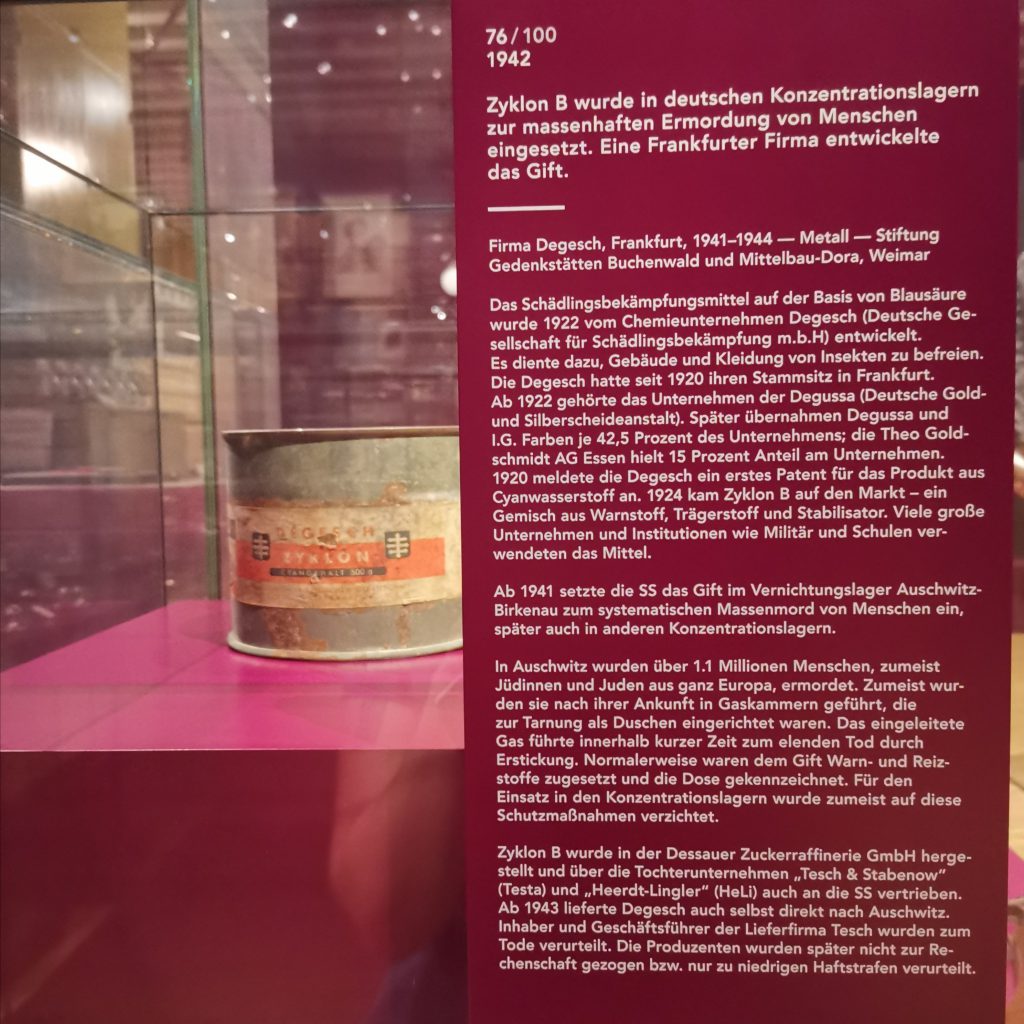 76/100
1942
Zyklon B wurde in deutschen Konzentrationslagern
zur massenhaften Ermordung von Menschen
eingesetzt. Eine Frankfurter Firma entwickelte
das Gift.
Firma Degesch, Frankfurt, 1941–1944 — Metall — Stiftung
Gedenkstätten Buchenwald und Mittelbau-Dora, Weimar
Das Schädlingsbekämpfungsmittel auf der Basis von Blausäure
wurde 1922 vom Chemieunternehmen Degesch (Deutsche Ge-
sellschaft für Schädlingsbekämpfung m.b.H) entwickelt.
Es diente dazu, Gebäude und Kleidung von Insekten zu befreien.
Die Degesch hatte seit 1920 ihren Stammsitz in Frankfurt.
Ab 1922 gehörte das Unternehmen der Degussa (Deutsche Gold-
und Silberscheideanstalt). Später übernahmen Degussa und
I.G. Farben je 42,5 Prozent des Unternehmens; die Theo Gold-
schmidt AG Essen hielt 15 Prozent Anteil am Unternehmen.
1920 meldete die Degesch ein erstes Patent für das Produkt aus
Cyanwasserstoff an. 1924 kam Zyklon B auf den Markt – ein
Gemisch aus Warnstoff, Trägerstoff und Stabilisator. Viele große
Unternehmen und Institutionen wie Militär und Schulen ver-
wendeten das Mittel.
Ab 1941 setzte die SS das Gift im Vernichtungslager Auschwitz-
Birkenau zum systematischen Massenmord von Menschen ein,
später auch in anderen Konzentrationslagern.
In Auschwitz wurden über 1.1 Millionen Menschen, zumeist
Jüdinnen und Juden aus ganz Europa, ermordet. Zumeist wur-
den sie nach ihrer Ankunft in Gaskammern geführt, die
zur Tarnung als Duschen eingerichtet waren. Das eingeleitete
Gas führte innerhalb kurzer Zeit zum elenden Tod durch
Erstickung. Normalerweise waren dem Gift Warn- und Reiz-
stoffe zugesetzt und die Dose gekennzeichnet. Für den
Einsatz in den Konzentrationslagern wurde zumeist auf diese
Schutzmaßnahmen verzichtet.
Zyklon B wurde in der Dessauer Zuckerraffinerie GmbH herge-
stellt und über die Tochterunternehmen „Tesch & Stabenow“
(Testa) und „Heerdt-Lingler“ (HeLi) auch an die SS vertrieben.
Ab 1943 lieferte Degesch auch selbst direkt nach Auschwitz.
Inhaber und Geschäftsführer der Lieferfirma Tesch wurden zum
Tode verurteilt. Die Produzenten wurden später nicht zur Re-
chenschaft gezogen bzw. nur zu niedrigen Haftstrafen verurteilt.
DEGESCH
ZYKLON
CYANGEHALT 500 g